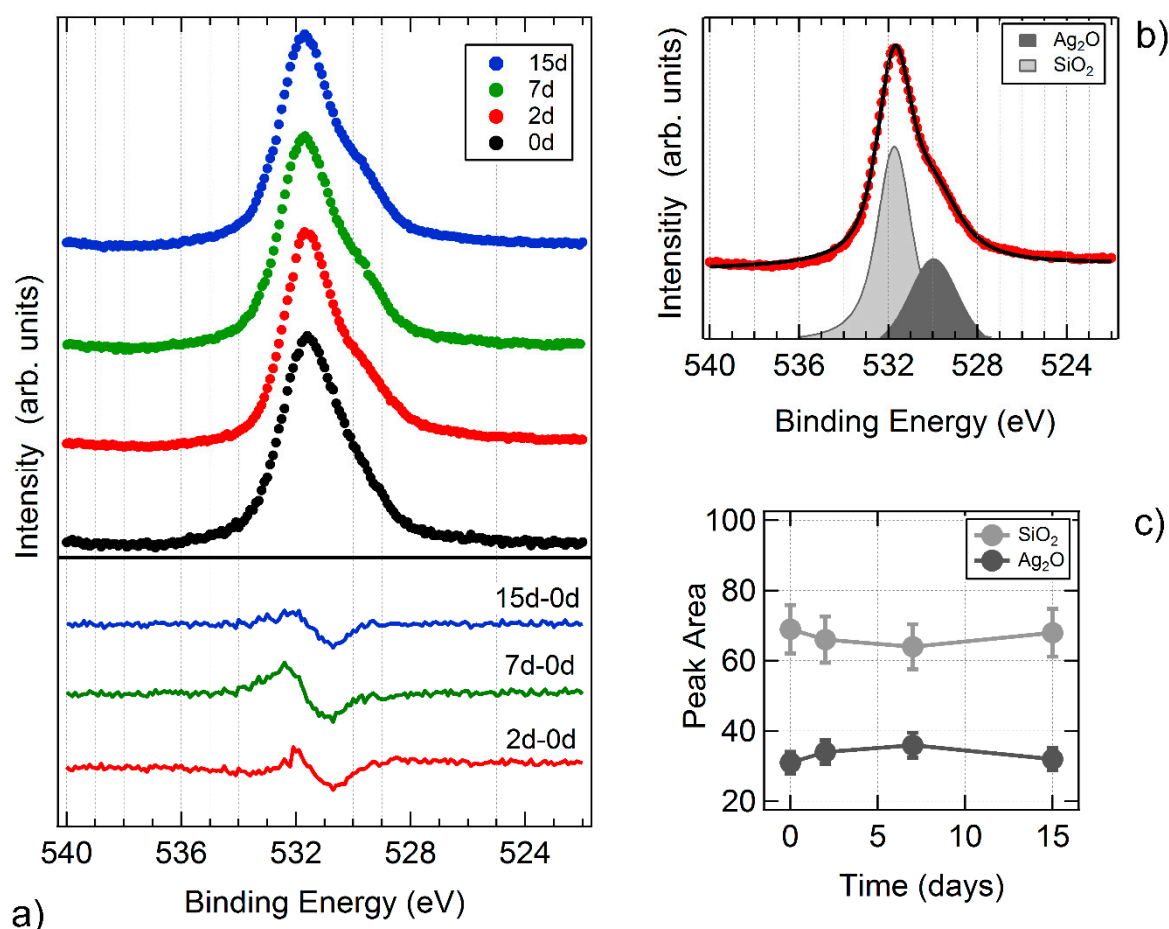 15d
7d
2d
0d
Intensity (arb. units)
15d-0d
7d-0d
2d-0d
540 536 532 528 524
Binding Energy (eV)
a)
Ag₂O
SiO₂
b)
Intensitiy (arb. units)
540 536 532 528 524
Binding Energy (eV)
c)
SiO₂
Ag₂O
100
80
60
40
20
Peak Area
0 5 10 15
Time (days)